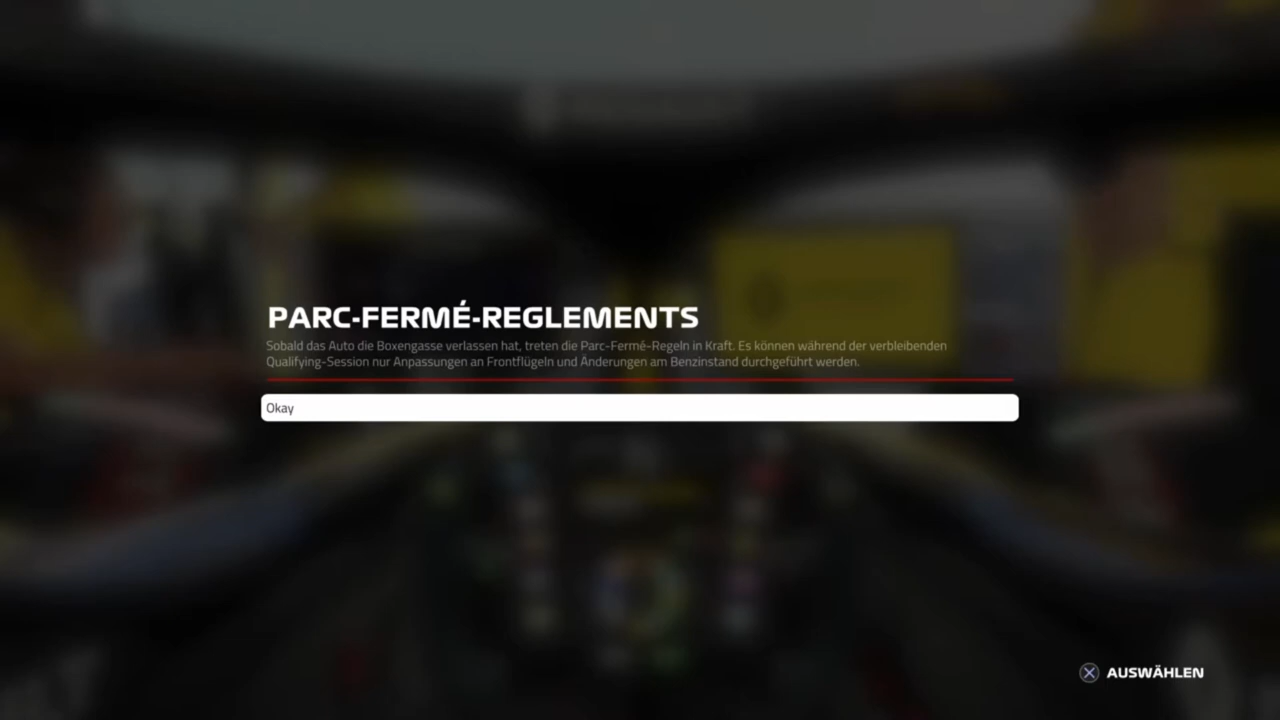 PARC-FERMÉ-REGLEMENTS
Sobald das Auto die Boxengasse verlassen hat, treten die Parc-Fermé-Regeln in Kraft. Es können während der verbleibenden
Qualifying-Session nur Anpassungen an Frontflügeln und Änderungen am Benzinstand durchgeführt werden.
Okay
AUSWÄHLEN